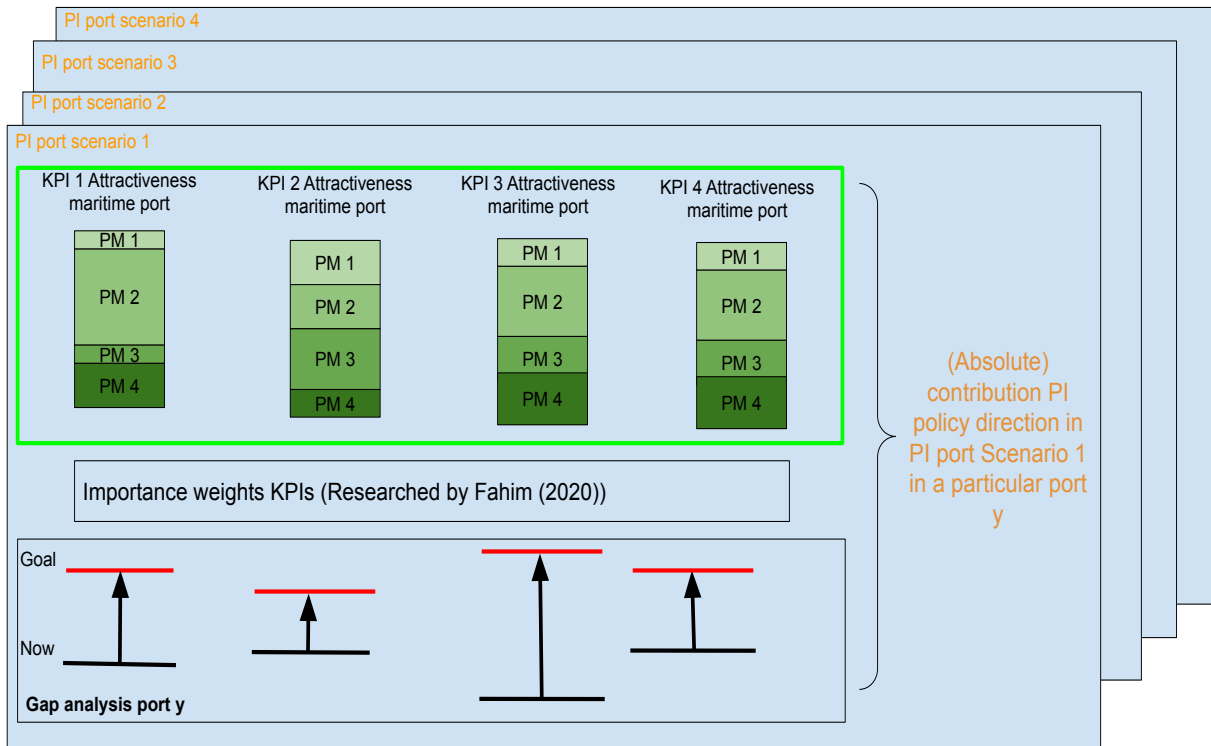 PI port scenario 4
PI port scenario 3
PI port scenario 2
PI port scenario 1
KPI 1 Attractiveness
maritime port
KPI 2 Attractiveness
maritime port
KPI 3 Attractiveness
maritime port
KPI 4 Attractiveness
maritime port
PM 1
PM 2
PM 3
PM 4
PM 1
PM 2
PM 3
PM 4
PM 1
PM 2
PM 3
PM 4
PM 1
PM 2
PM 3
PM 4
(Absolute)
contribution PI
policy direction in
PI port Scenario 1
in a particular port
y
Importance weights KPIs (Researched by Fahim (2020))
Goal
Now
Gap analysis port y